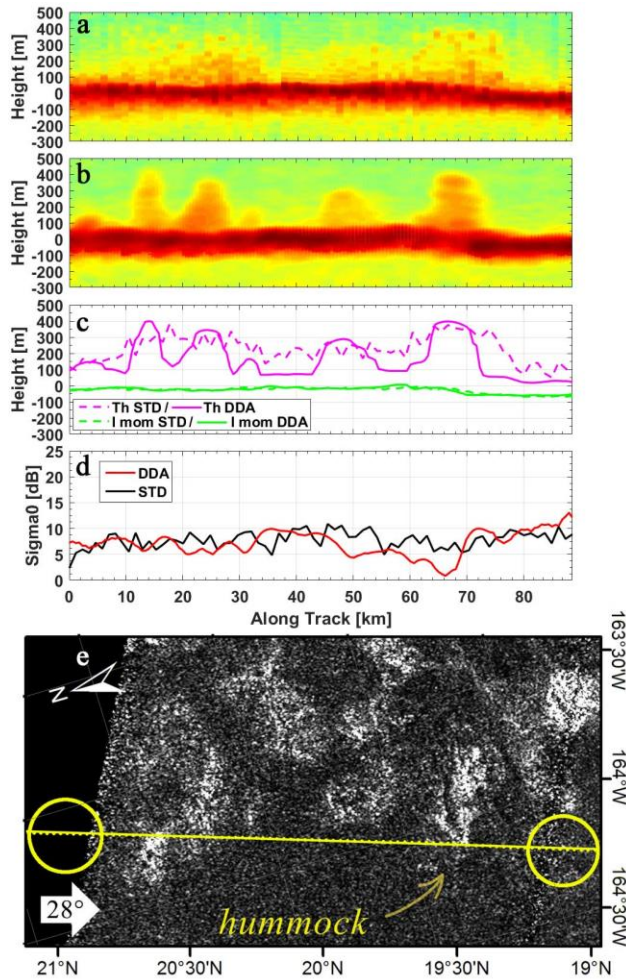 a
Height [m]
500
400
300
200
100
0
-100
-200
-300
b
Height [m]
500
400
300
200
100
0
-100
-200
-300
c
Height [m]
500
400
300
200
100
0
-100
-200
-300
Th STD / Th DDA
I mom STD / I mom DDA
d
Sigma0 [dB]
25
20
15
10
5
0
DDA
STD
0 10 20 30 40 50 60 70 80
Along Track [km]
e
N
28°
hummock
163°30'W
164°W
164°30'W
21°N 20°30'N 20°N 19°30'N 19°N